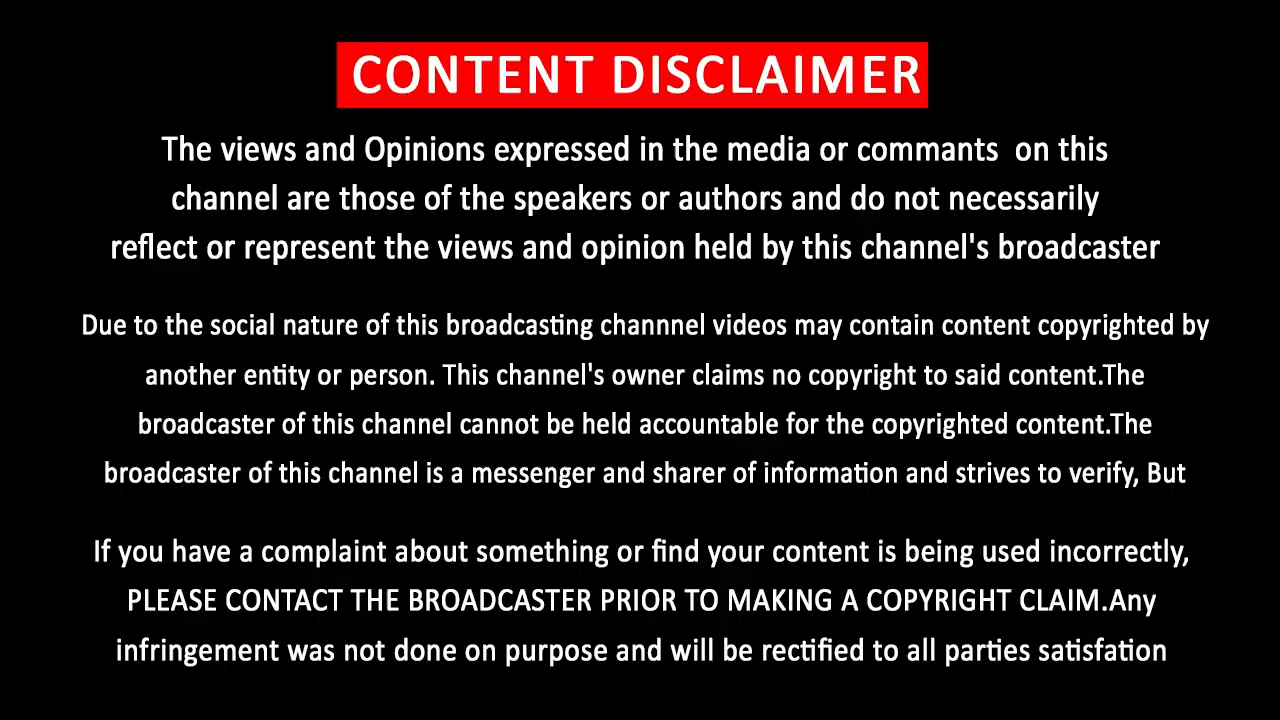 CONTENT DISCLAIMER
The views and Opinions expressed in the media or commants on this
channel are those of the speakers or authors and do not necessarily
reflect or represent the views and opinion held by this channel's broadcaster
Due to the social nature of this broadcasting channnel videos may contain content copyrighted by
another entity or person. This channel's owner claims no copyright to said content.The
broadcaster of this channel cannot be held accountable for the copyrighted content.The
broadcaster of this channel is a messenger and sharer of information and strives to verify, But
If you have a complaint about something or find your content is being used incorrectly,
PLEASE CONTACT THE BROADCASTER PRIOR TO MAKING A COPYRIGHT CLAIM.Any
infringement was not done on purpose and will be rectified to all parties satisfation